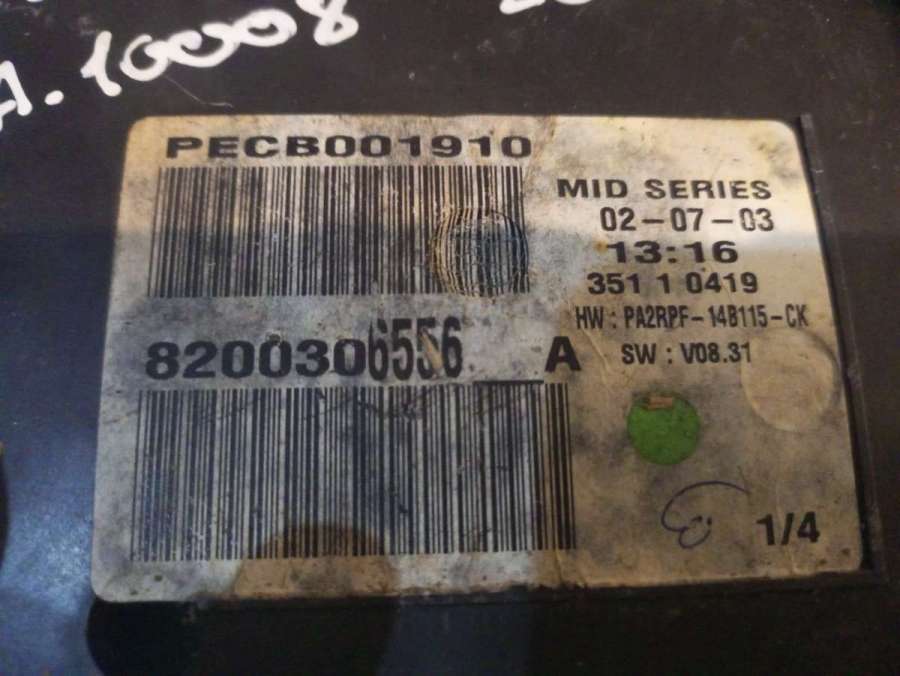 A.10008
PECB001910
MID SERIES
02-07-03
13:16
351 1 0419
HW : PA2RPF-14B115-CK
SW : V08.31
8200306556 __A
1/4